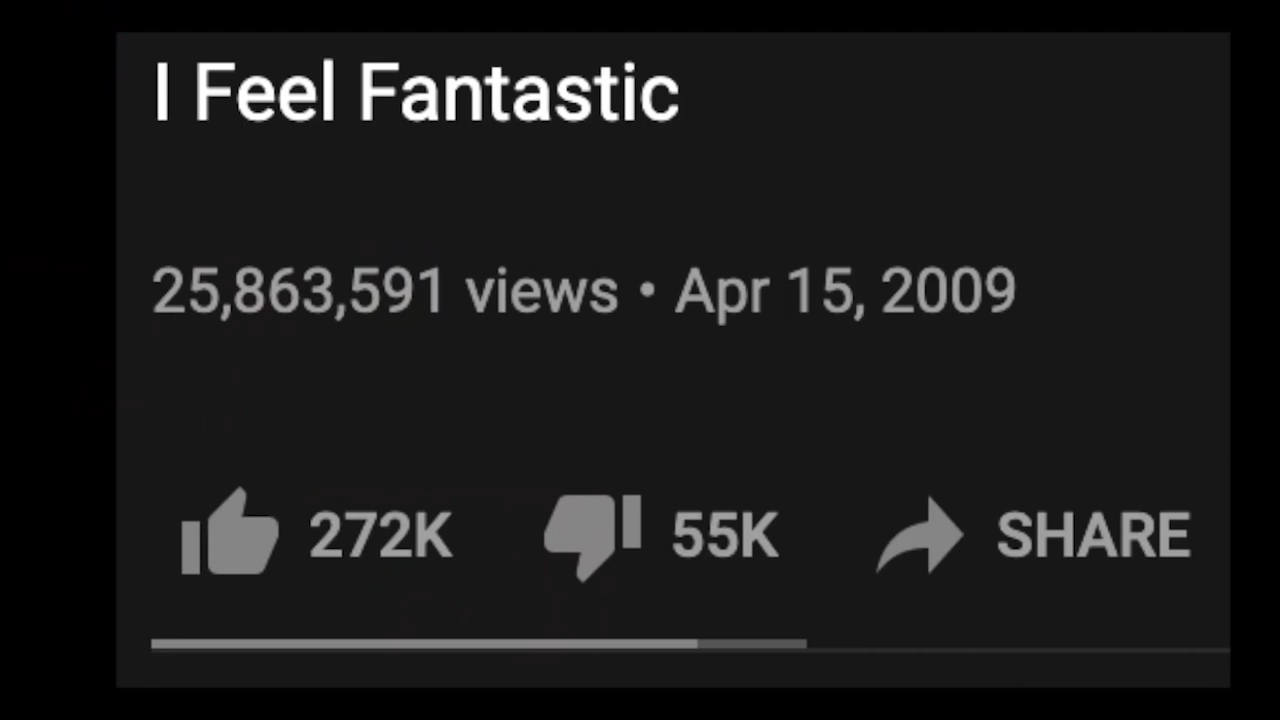 I Feel Fantastic
25,863,591 views • Apr 15, 2009
272K 55K SHARE